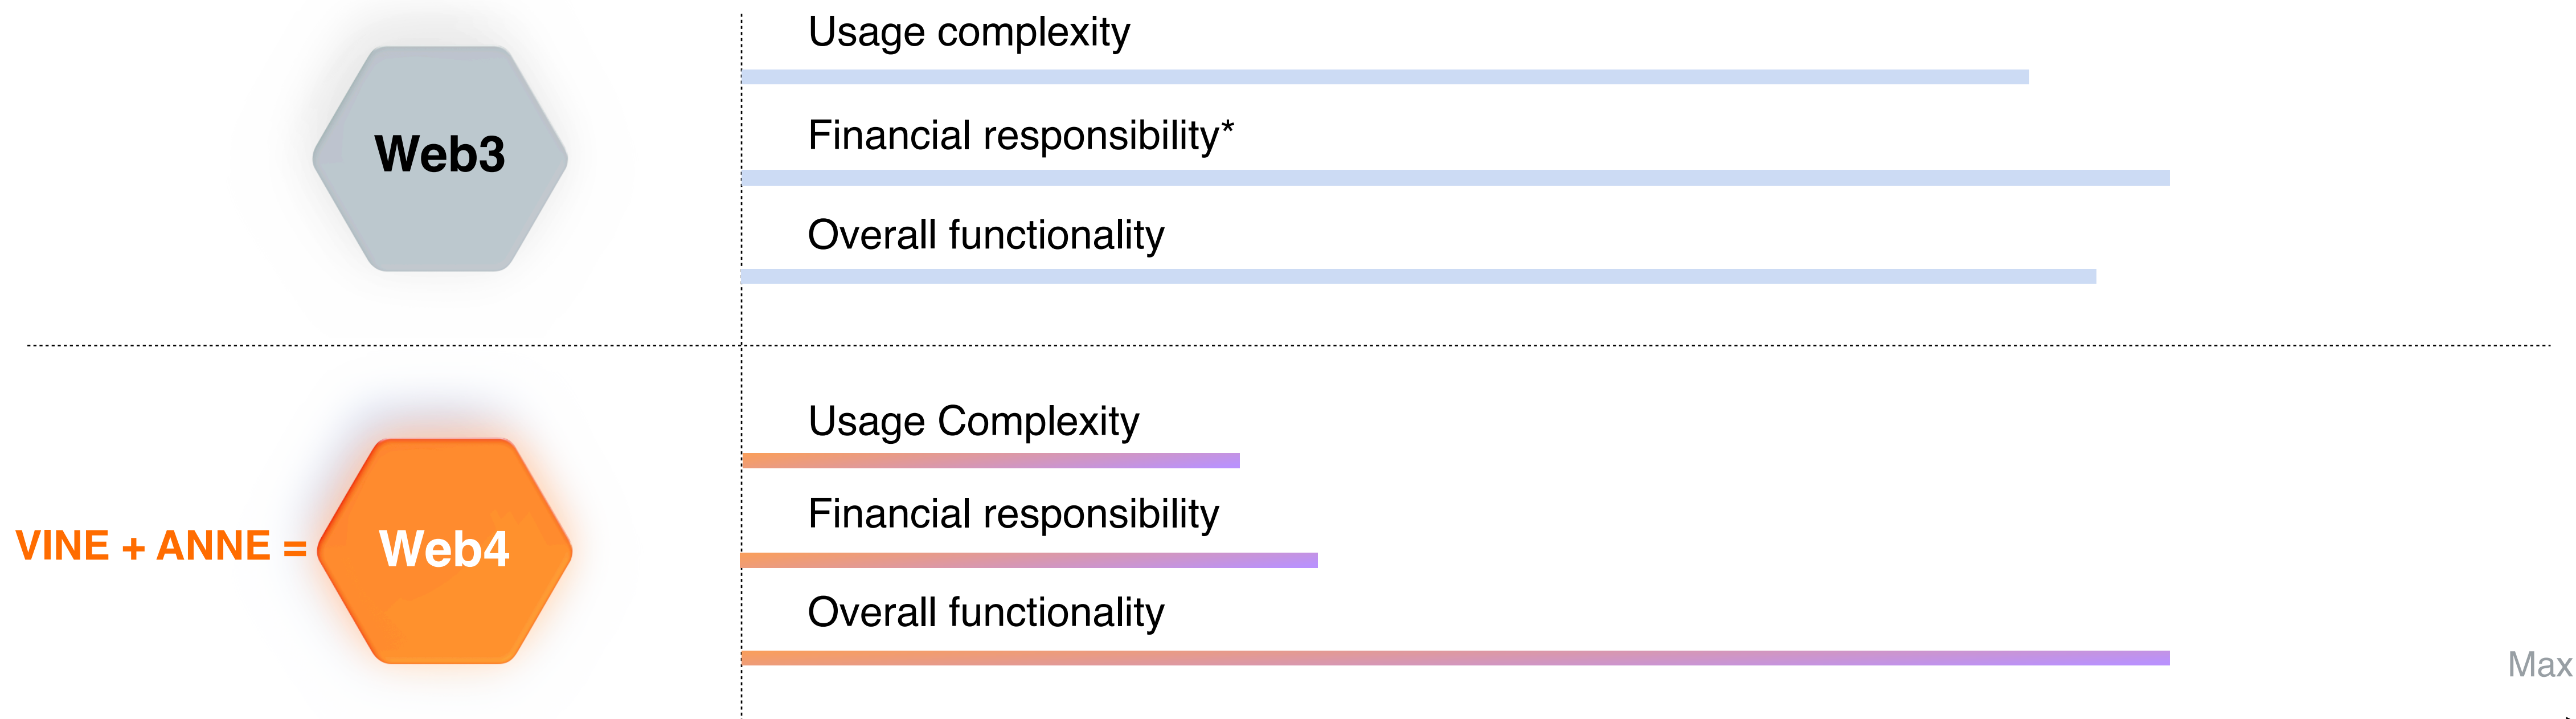 Usage complexity
Web3
Financial responsibility*
Overall functionality
Usage Complexity
VINE + ANNE =
Web4
Financial responsibility
Overall functionality
Max